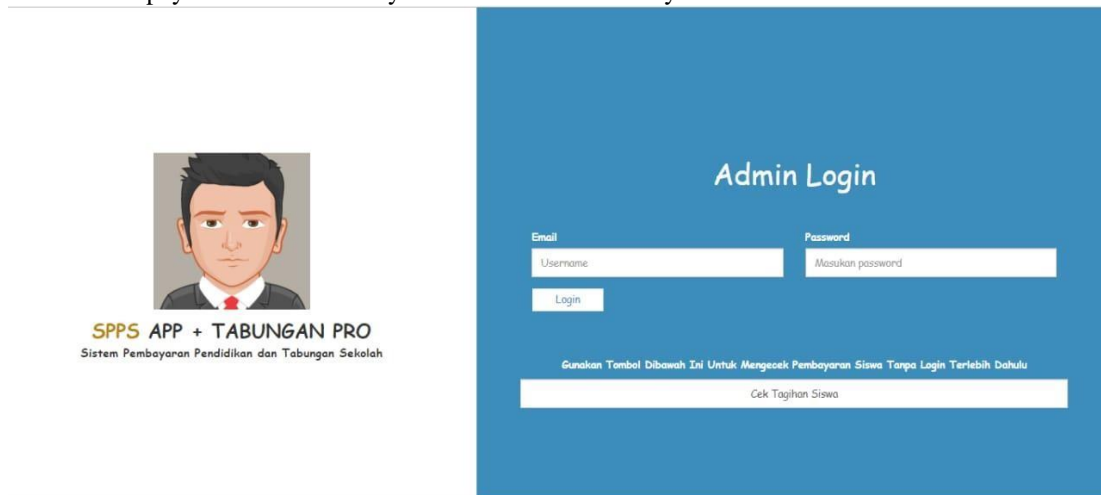 SPPS APP + TABUNGAN PRO
Sistem Pembayaran Pendidikan dan Tabungan Sekolah
Admin Login
Email
Password
Username
Masukan password
Login
Gunakan Tombol Dibawah Ini Untuk Mengecek Pembayaran Siswa Tanpa Login Terlebih Dahulu
Cek Tagihan Siswa